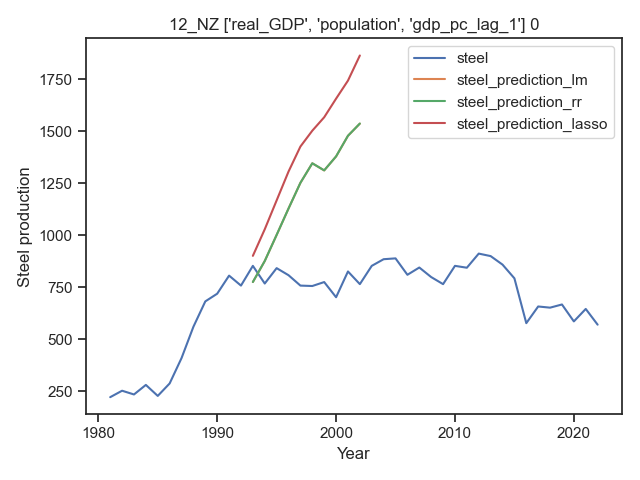 12_NZ ['real_GDP', 'population', 'gdp_pc_lag_1'] 0
steel
steel_prediction_lm
steel_prediction_rr
steel_prediction_lasso
Steel production
1750
1500
1250
1000
750
500
250
1980
1990
2000
2010
2020
Year